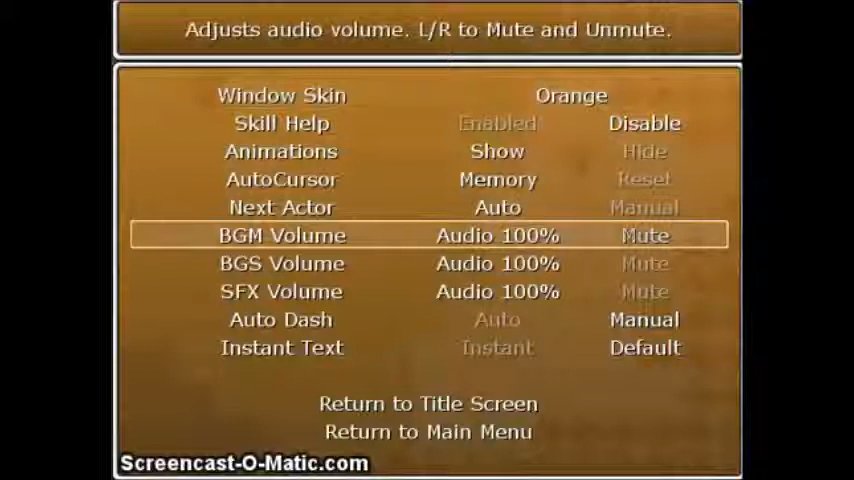 Adjusts audio volume. L/R to Mute and Unmute.
Window Skin Orange
Skill Help Enabled Disable
Animations Show Hide
AutoCursor Memory Reset
Next Actor Auto Manual
BGM Volume Audio 100% Mute
BGS Volume Audio 100% Mute
SFX Volume Audio 100% Mute
Auto Dash Auto Manual
Instant Text Instant Default
Return to Title Screen
Return to Main Menu
Screencast-O-Matic.com